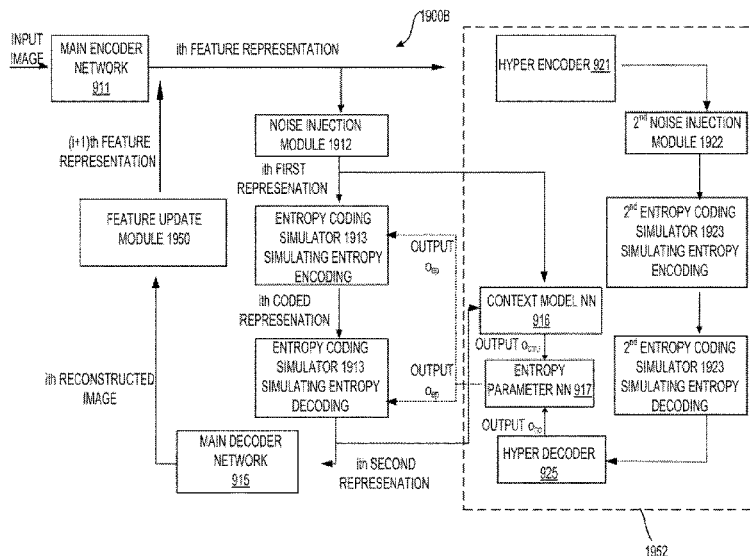 1900B
INPUT
IMAGE
MAIN ENCODER
NETWORK
911
ith FEATURE REPRESENTATION
HYPER ENCODER 921
(i+1)th FEATURE
REPRESENTATION
NOISE INJECTION
MODULE 1912
2nd NOISE INJECTION
MODULE 1922
ith FIRST
REPRESENATION
FEATURE UPDATE
MODULE 1950
ENTROPY CODING
SIMULATOR 1913
SIMULATING ENTROPY
ENCODING
OUTPUT
Oep
2nd ENTROPY CODING
SIMULATOR 1923
SIMULATING ENTROPY
ENCODING
CONTEXT MODEL NN
916
ith CODED
REPRESENATION
OUTPUT Ocm
ith RECONSTRUCTED
IMAGE
ENTROPY CODING
SIMULATOR 1913
SIMULATING ENTROPY
DECODING
OUTPUT
Oep
ENTROPY
PARAMETER NN 917
2nd ENTROPY CODING
SIMULATOR 1923
SIMULATING ENTROPY
DECODING
OUTPUT
MAIN DECODER
NETWORK
915
ith SECOND
REPRESENATION
HYPER DECODER
925
1952